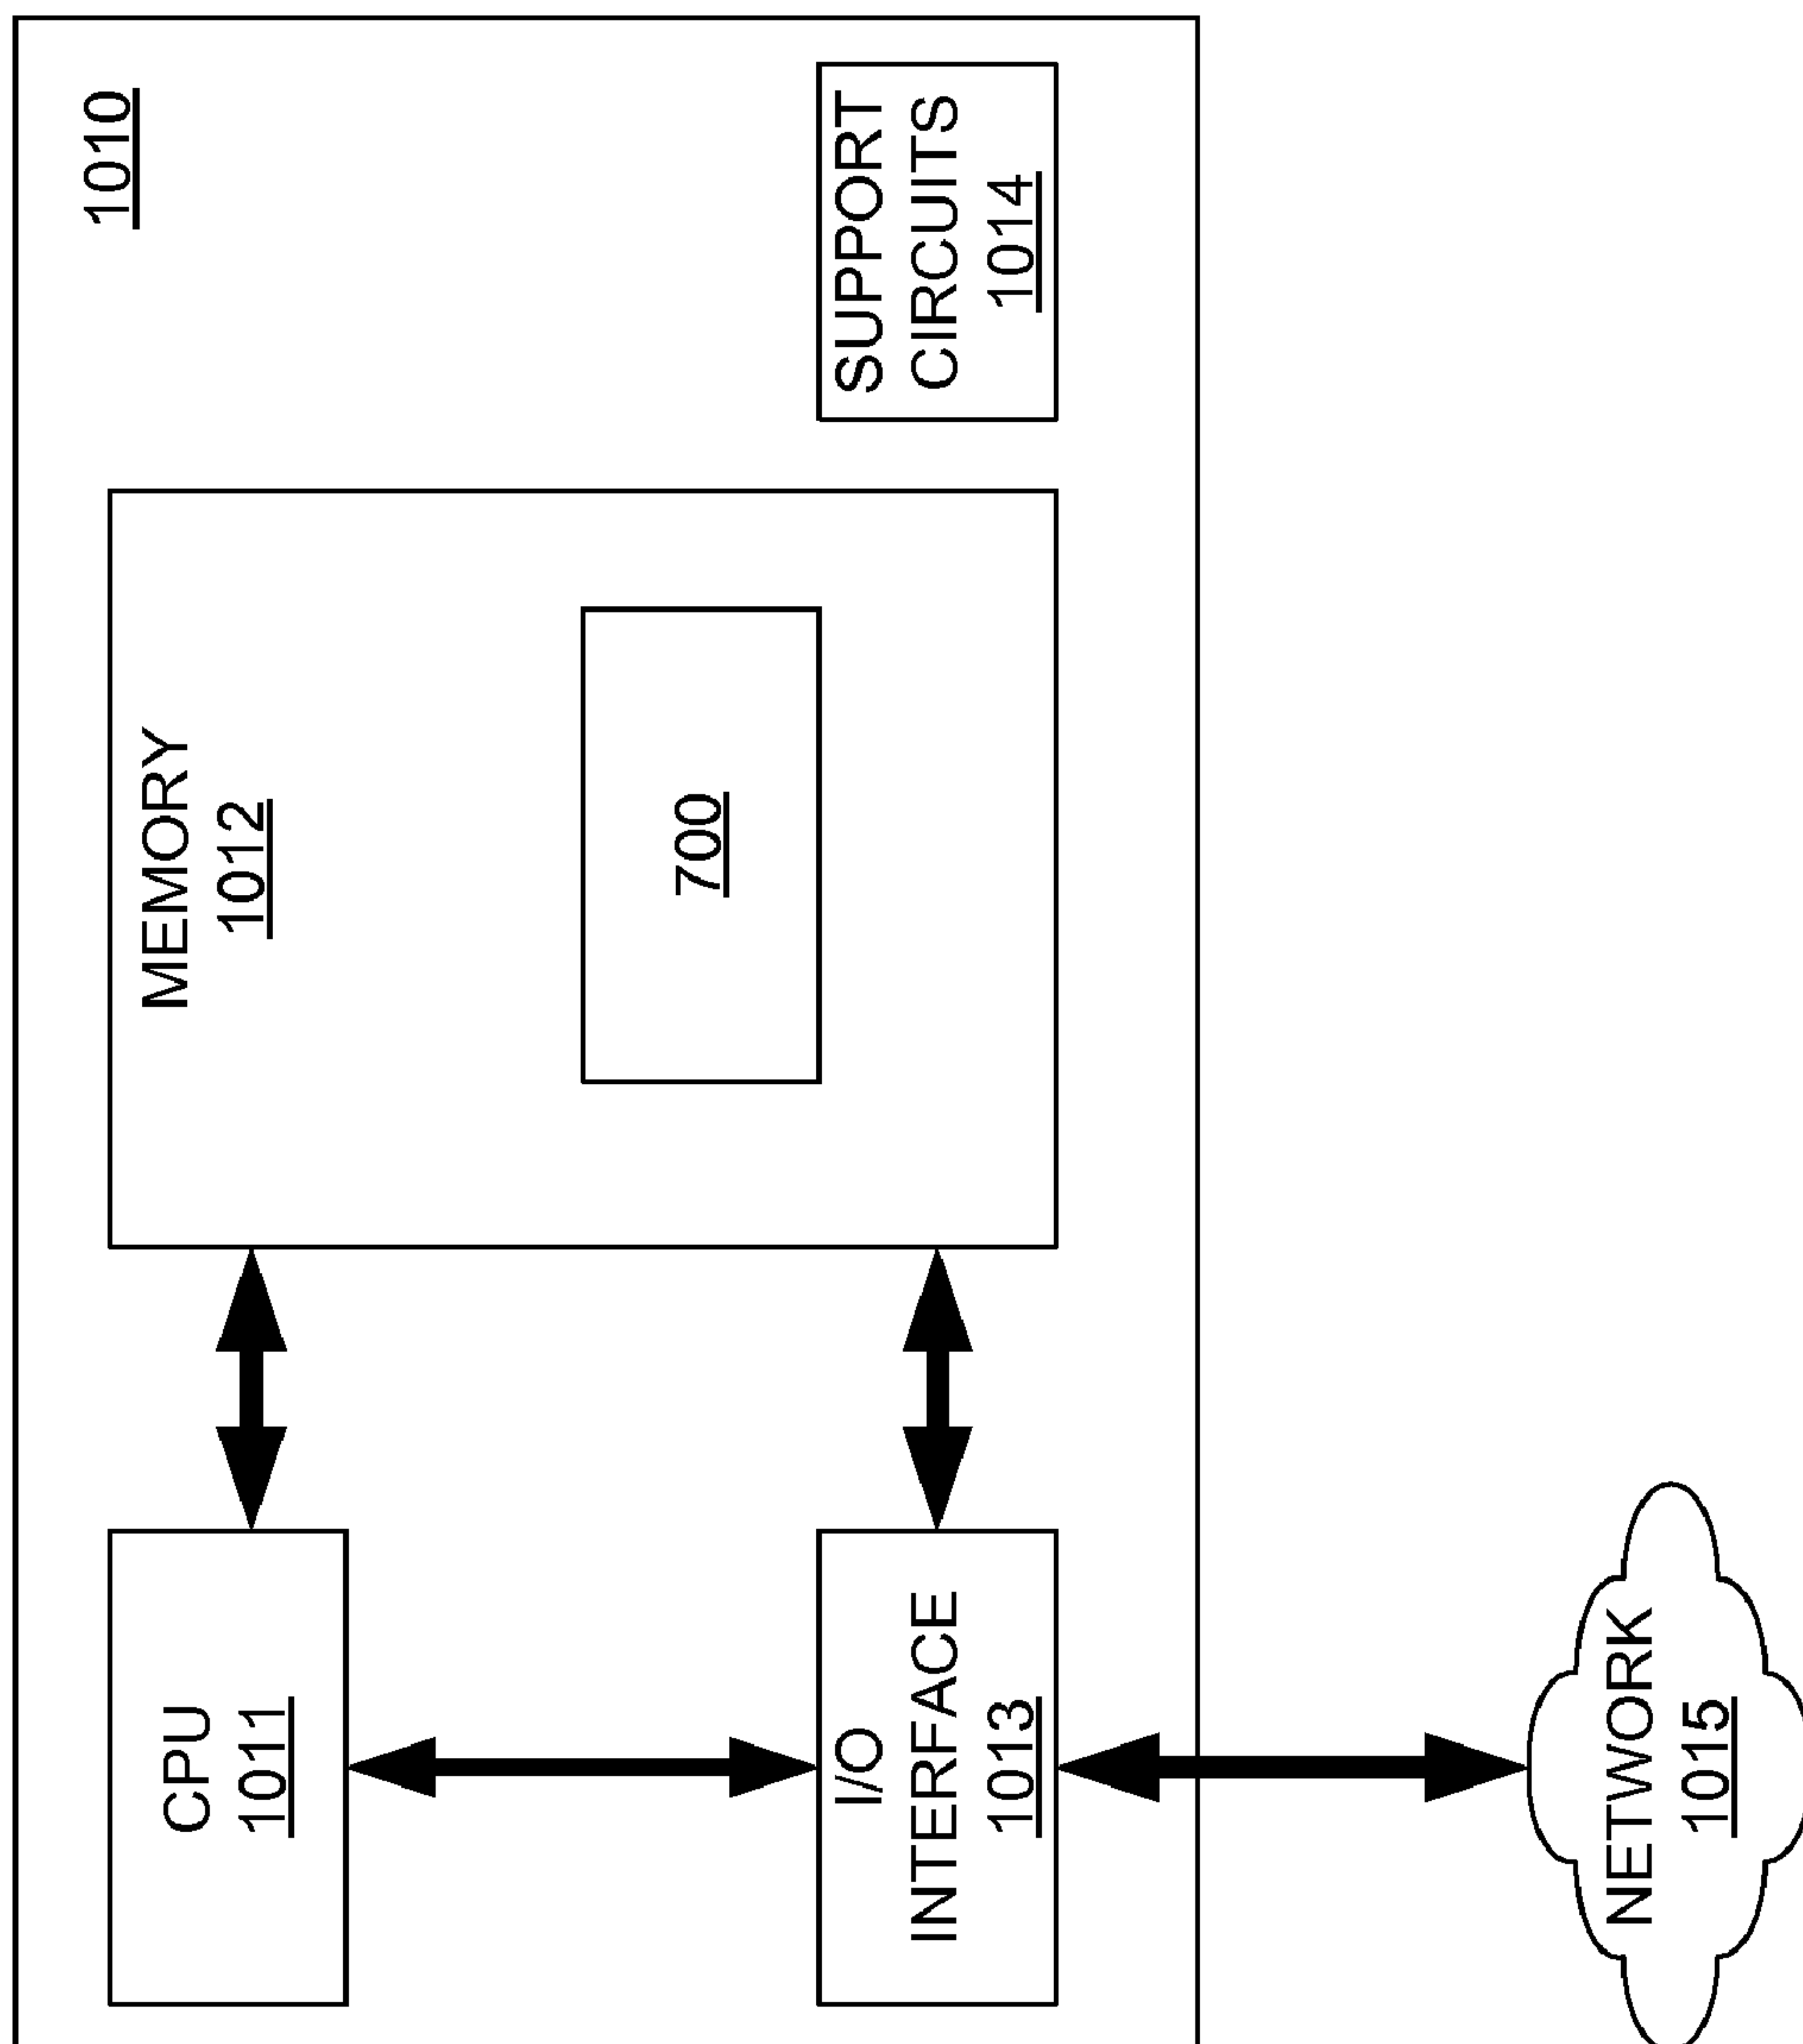 1010
CPU
1011
MEMORY
1012
700
I/O
INTERFACE
1013
SUPPORT
CIRCUITS
1014
NETWORK
1015